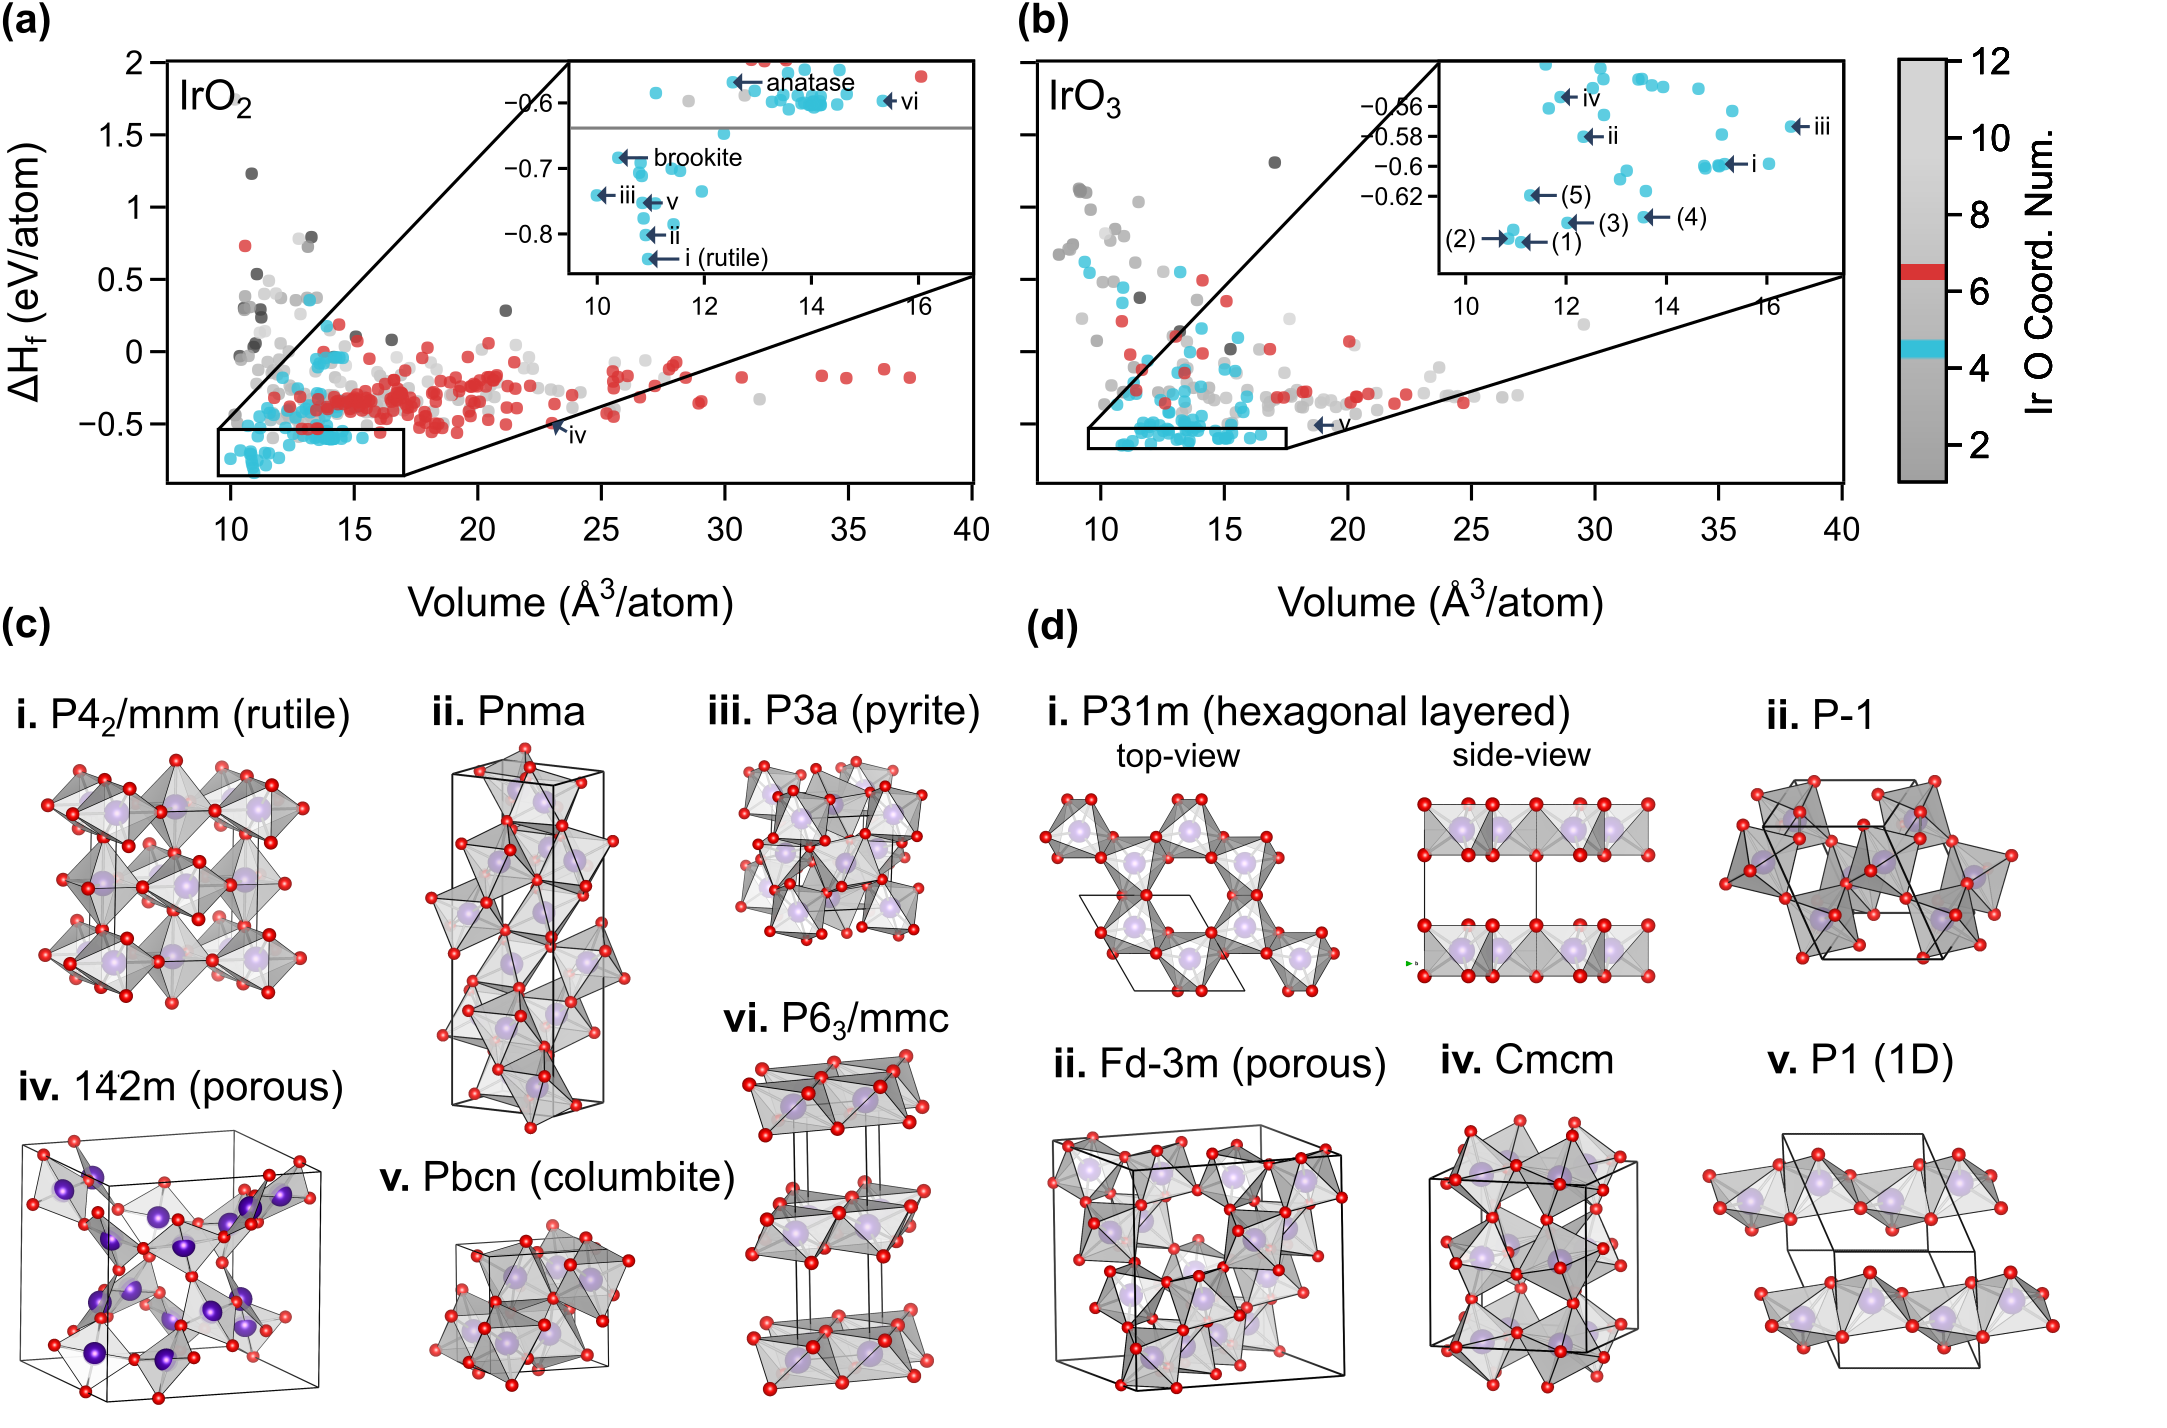 (a)
IrO2
ΔHf (eV/atom)
2
1.5
1
0.5
0
−0.5
10 15 20 25 30 35 40
Volume (Å3/atom)
iv
−0.6
−0.7
−0.8
10 12 14 16
anatase
vi
brookite
iii
v
ii
i (rutile)
(b)
IrO3
10 15 20 25 30 35 40
Volume (Å3/atom)
v
−0.56
−0.58
−0.6
−0.62
10 12 14 16
iv
iii
ii
i
(5)
(4)
(3)
(2)
(1)
12
10
8
6
4
2
Ir O Coord. Num.
(c)
i. P42/mnm (rutile)
ii. Pnma
iii. P3a (pyrite)
iv. 142m (porous)
v. Pbcn (columbite)
vi. P63/mmc
(d)
i. P31m (hexagonal layered)
top-view
side-view
ii. P-1
ii. Fd-3m (porous)
iv. Cmcm
v. P1 (1D)